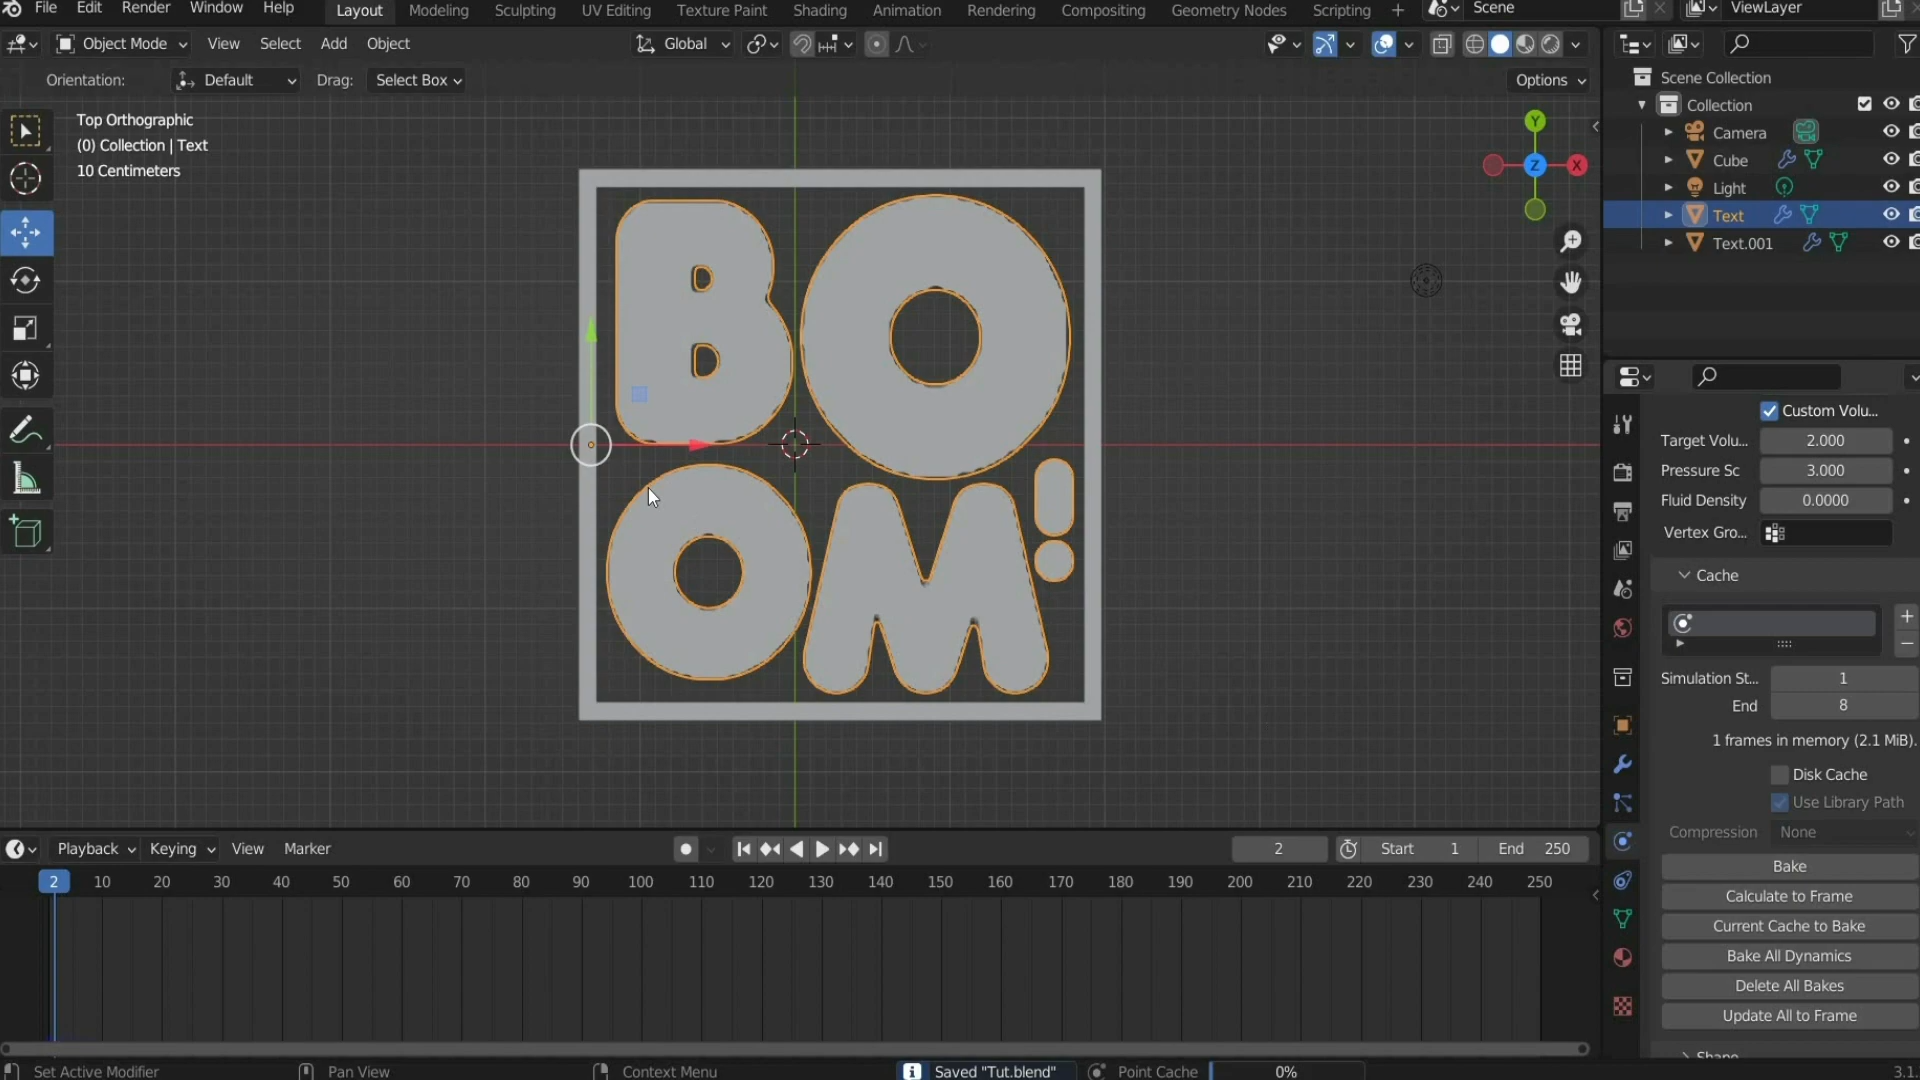 File Edit Render Window Help Layout Modeling Sculpting UV Editing Texture Paint Shading Animation Rendering Compositing Geometry Nodes Scripting + Scene ViewLayer
Object Mode View Select Add Object Global
Orientation: Default Drag: Select Box Options
Top Orthographic
(0) Collection | Text
10 Centimeters
Y
Z X
BO
OM!
Scene Collection
Collection
Camera
Cube
Light
Text
Text.001
Custom Volu...
Target Volu... 2.000
Pressure Sc 3.000
Fluid Density 0.0000
Vertex Gro...
Cache
Simulation St... 1
End 8
1 frames in memory (2.1 MiB).
Disk Cache
Use Library Path
Compression None
Bake
Calculate to Frame
Current Cache to Bake
Bake All Dynamics
Delete All Bakes
Update All to Frame
Shape
Playback Keying View Marker 2 Start 1 End 250
2 10 20 30 40 50 60 70 80 90 100 110 120 130 140 150 160 170 180 190 200 210 220 230 240 250
Set Active Modifier Pan View Context Menu Saved "Tut.blend" Point Cache 0% 3.1.